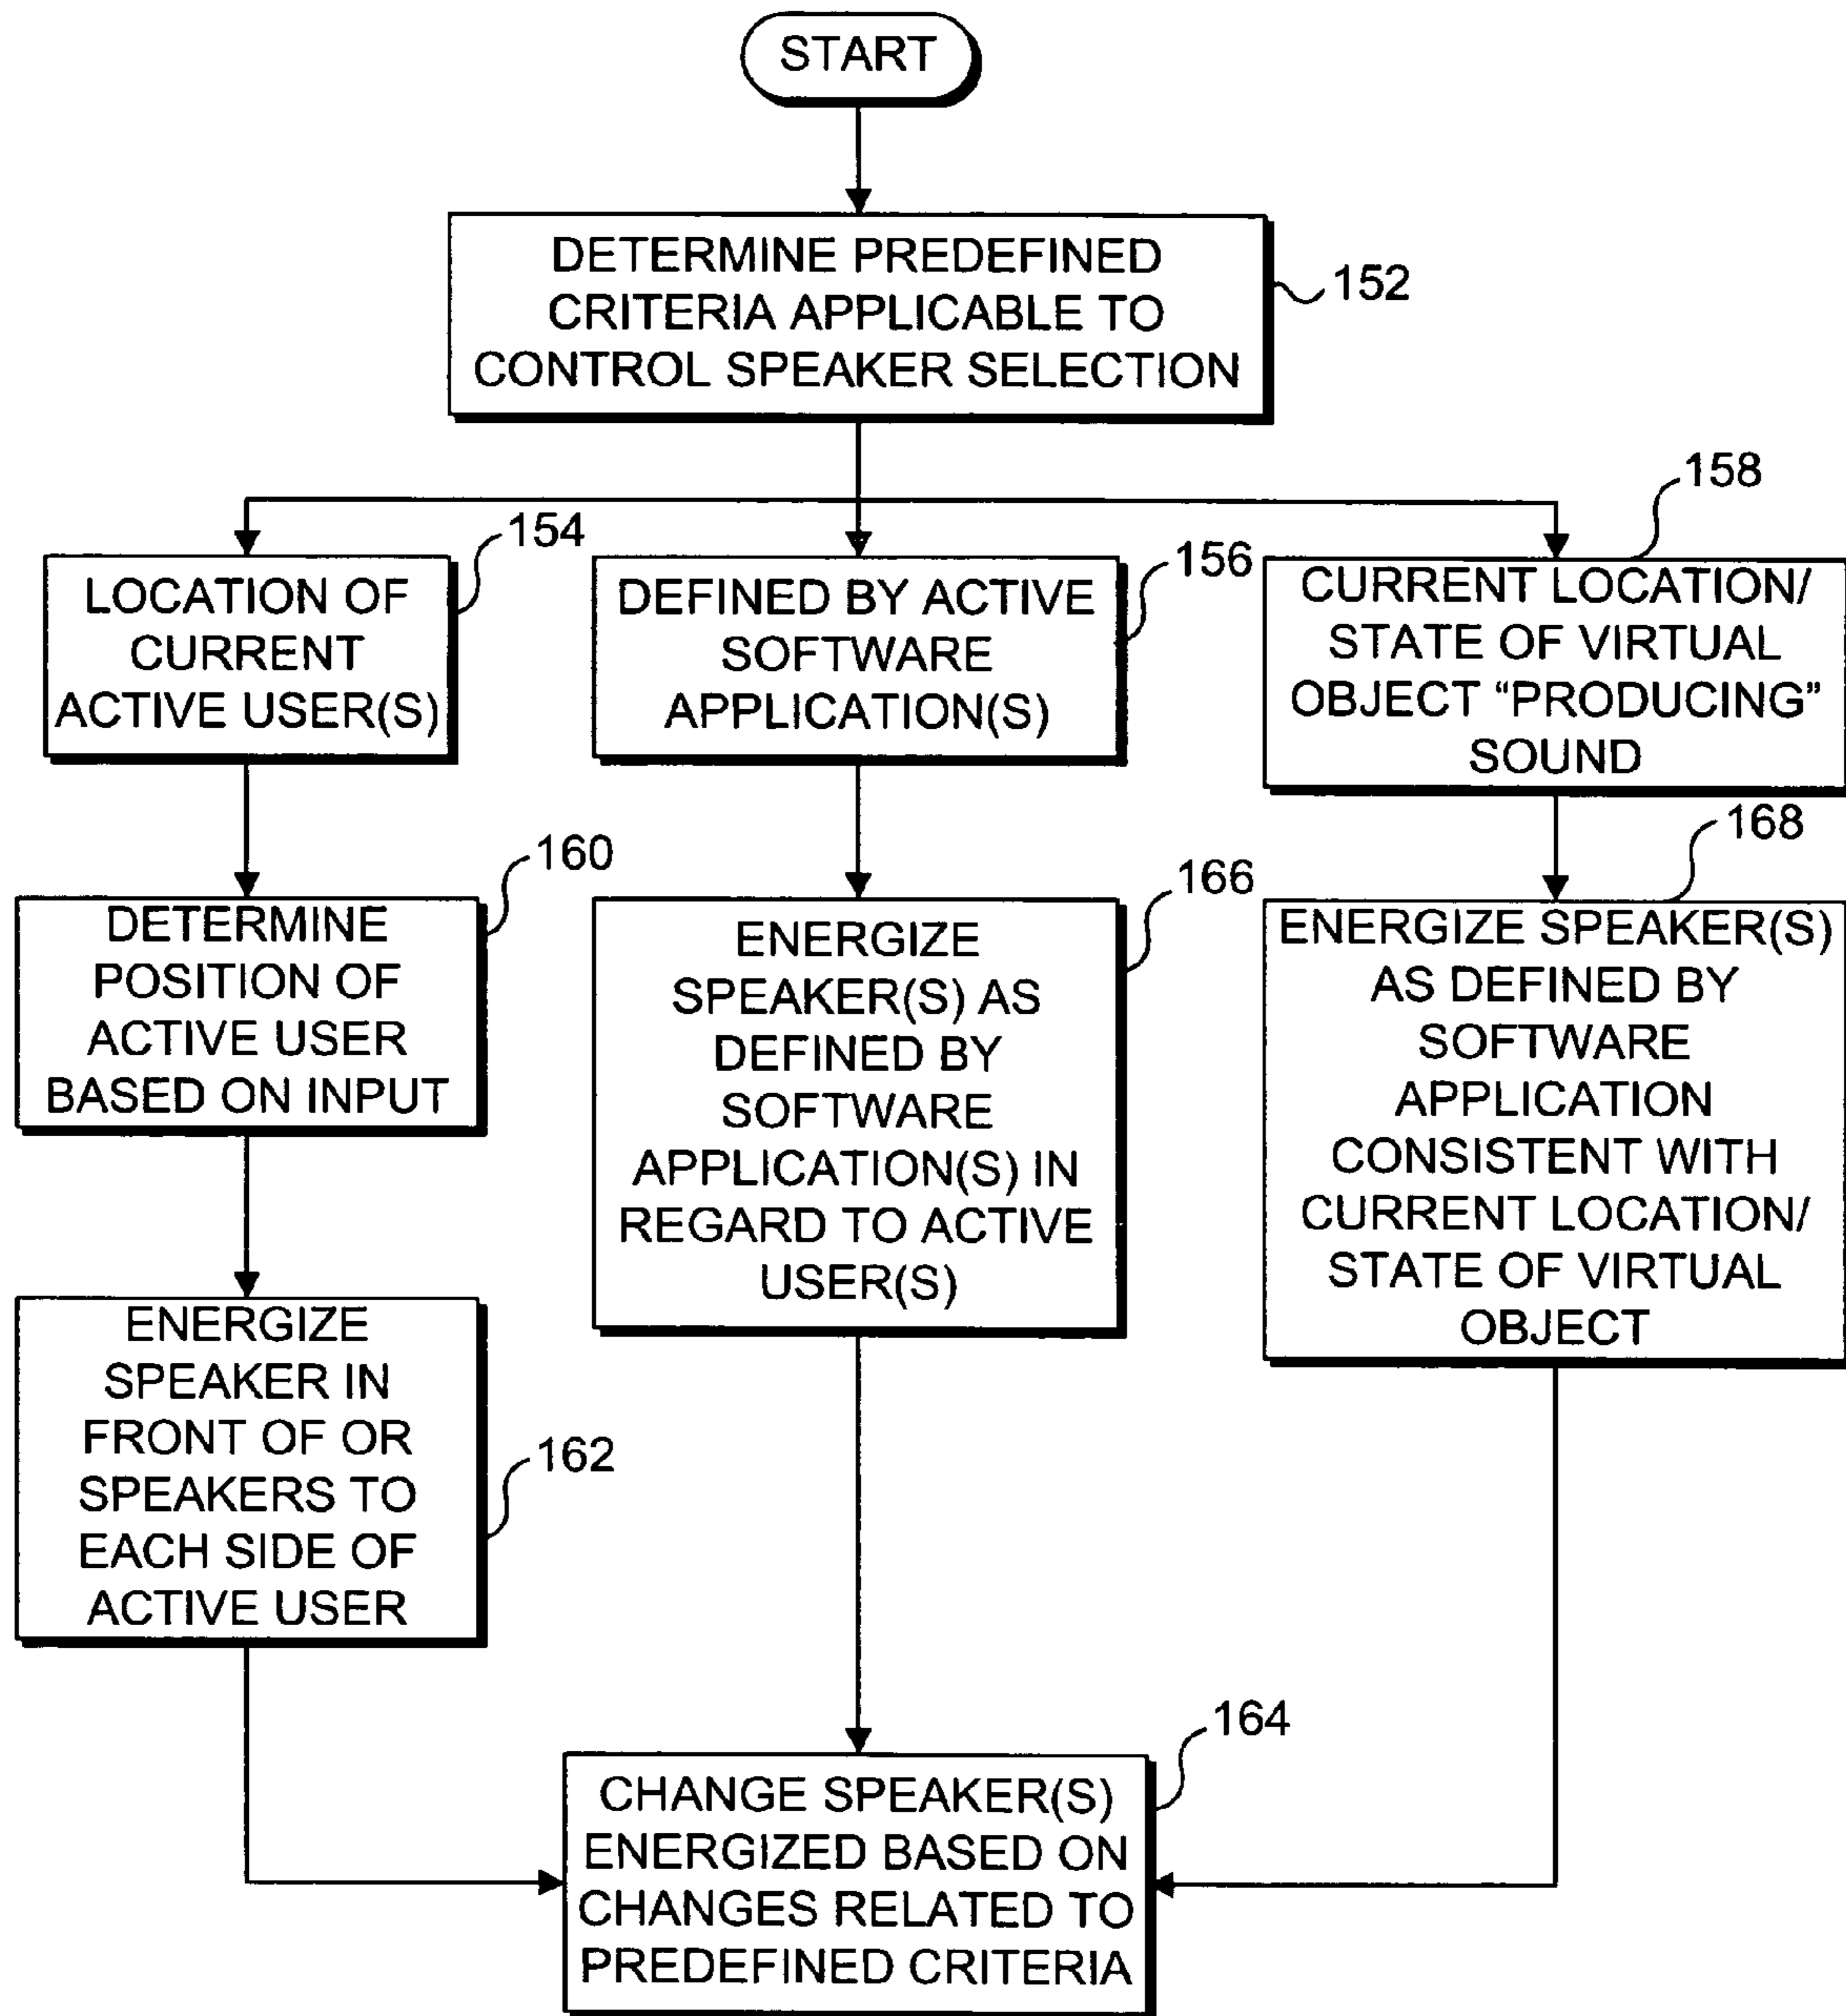 START
DETERMINE PREDEFINED
CRITERIA APPLICABLE TO
CONTROL SPEAKER SELECTION
152
154
LOCATION OF
CURRENT
ACTIVE USER(S)
156
DEFINED BY ACTIVE
SOFTWARE
APPLICATION(S)
158
CURRENT LOCATION/
STATE OF VIRTUAL
OBJECT “PRODUCING”
SOUND
160
DETERMINE
POSITION OF
ACTIVE USER
BASED ON INPUT
166
ENERGIZE
SPEAKER(S) AS
DEFINED BY
SOFTWARE
APPLICATION(S) IN
REGARD TO ACTIVE
USER(S)
168
ENERGIZE SPEAKER(S)
AS DEFINED BY
SOFTWARE
APPLICATION
CONSISTENT WITH
CURRENT LOCATION/
STATE OF VIRTUAL
OBJECT
ENERGIZE
SPEAKER IN
FRONT OF OR
SPEAKERS TO
EACH SIDE OF
ACTIVE USER
162
164
CHANGE SPEAKER(S)
ENERGIZED BASED ON
CHANGES RELATED TO
PREDEFINED CRITERIA